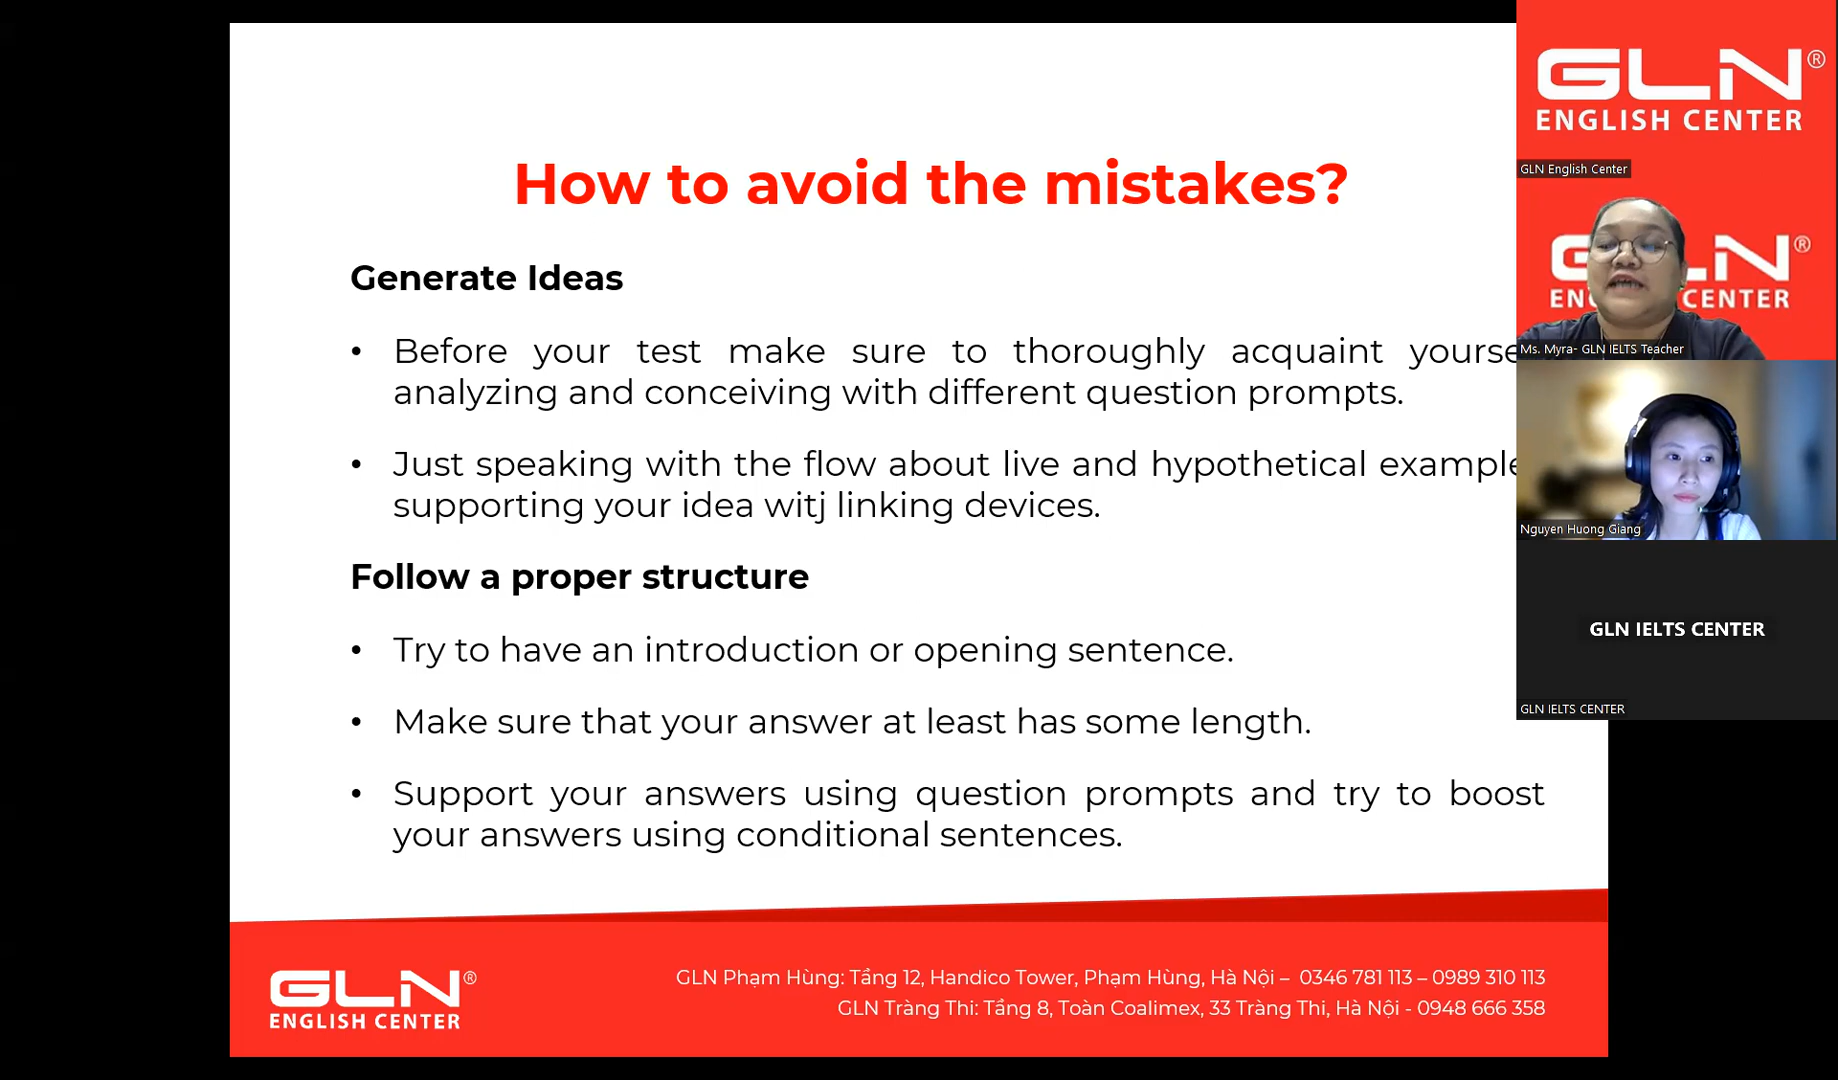 How to avoid the mistakes?
Generate Ideas
• Before your test make sure to thoroughly acquaint
analyzing and conceiving with different question prompts.
• Just speaking with the flow about live and hypothetical
supporting your idea witj linking devices.
Follow a proper structure
• Try to have an introduction or opening sentence.
• Make sure that your answer at least has some length.
• Support your answers using question prompts and try to boost
your answers using conditional sentences.
GLN®
ENGLISH CENTER
GLN Phạm Hùng: Tầng 12, Handico Tower, Phạm Hùng, Hà Nội – 0346 781 113 – 0989 310 113
GLN Tràng Thi: Tầng 8, Toàn Coalimex, 33 Tràng Thi, Hà Nội - 0948 666 358
GLN®
ENGLISH CENTER
GLN English Center
GLN®
CENTER
Ms. Myra- GLN IELTS Teacher
Nguyen Huong Giang
GLN IELTS CENTER
GLN IELTS CENTER